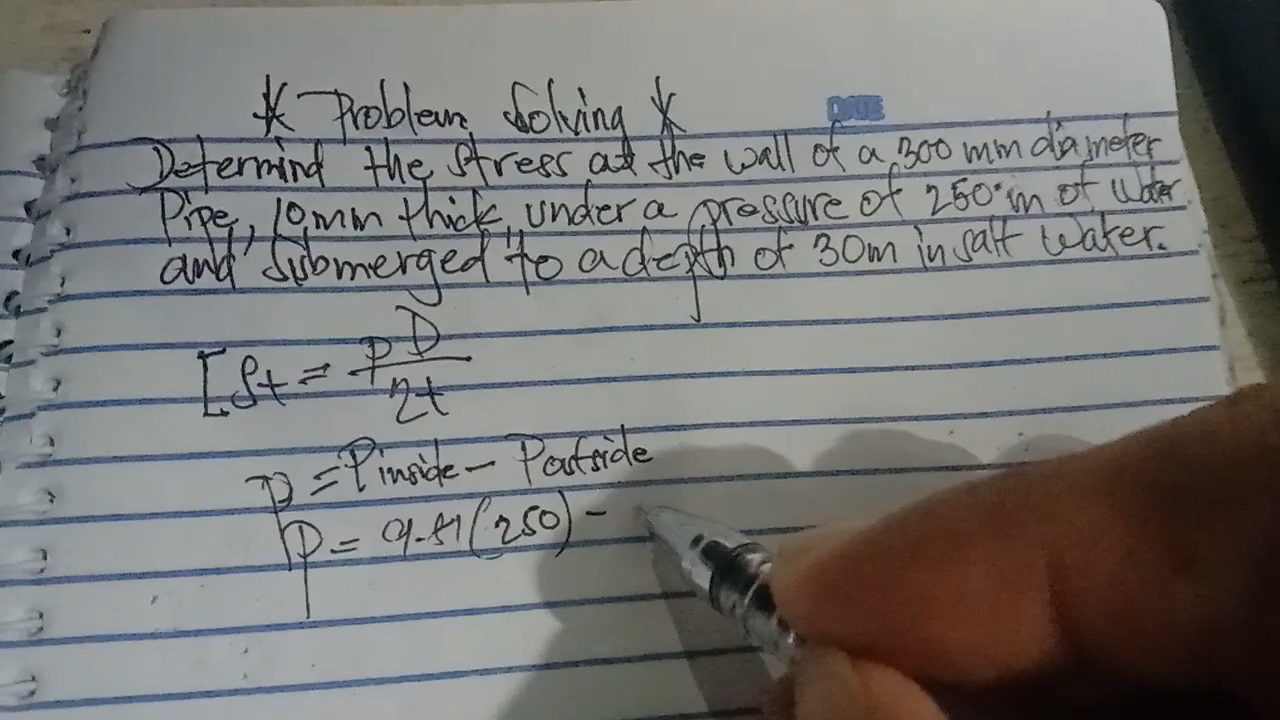 * Problem Solving *
DATE
Determind the stress at the wall of a 300 mm diameter
Pipe, 10mm thick, under a pressure of 250 m of Water
and submerged to a depth of 30m in salt Water.
[St = PD / 2t
P = Pinside - Poutside
P = 9.81(250) -